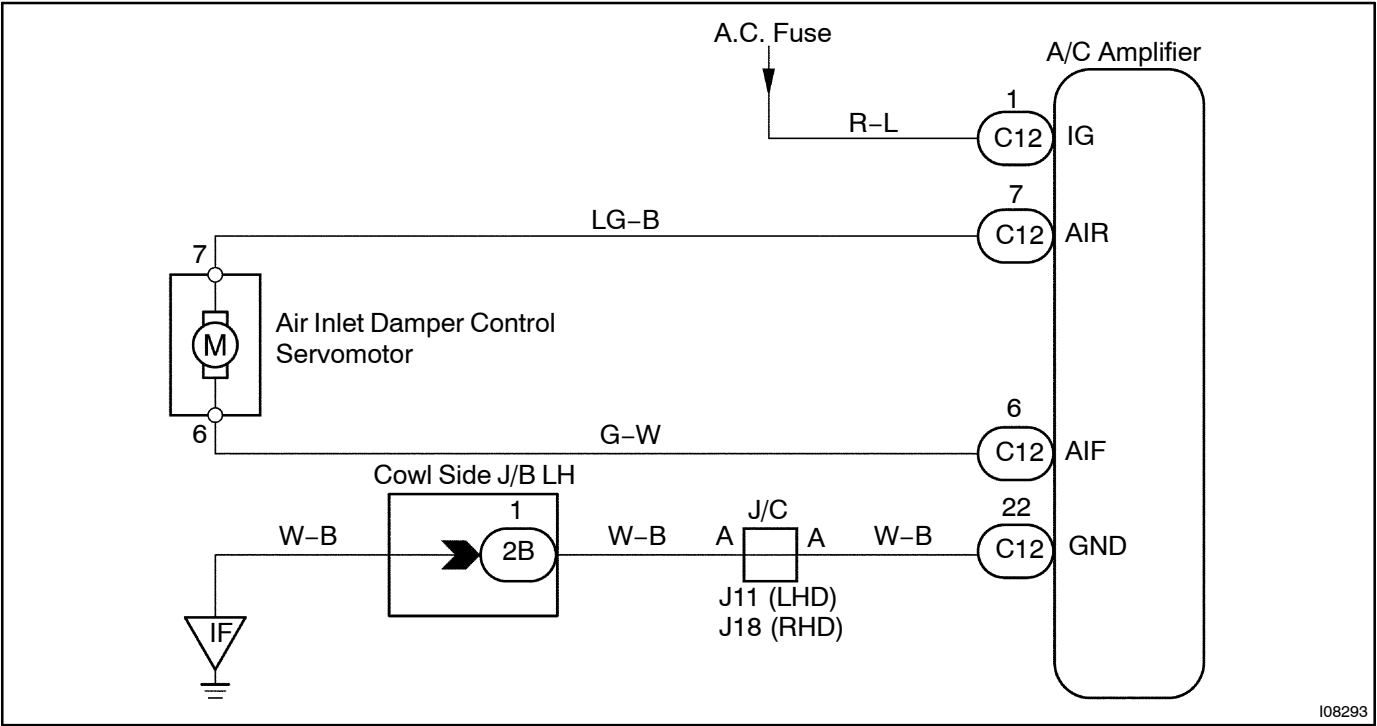 A.C. Fuse
A/C Amplifier
1
R−L
C12
IG
7
LG−B
C12
AIR
7
M
Air Inlet Damper Control
Servomotor
6
6
G−W
C12
AIF
Cowl Side J/B LH
1
22
J/C
W−B
2B
W−B
A
A
W−B
C12
GND
J11 (LHD)
J18 (RHD)
IF
I08293